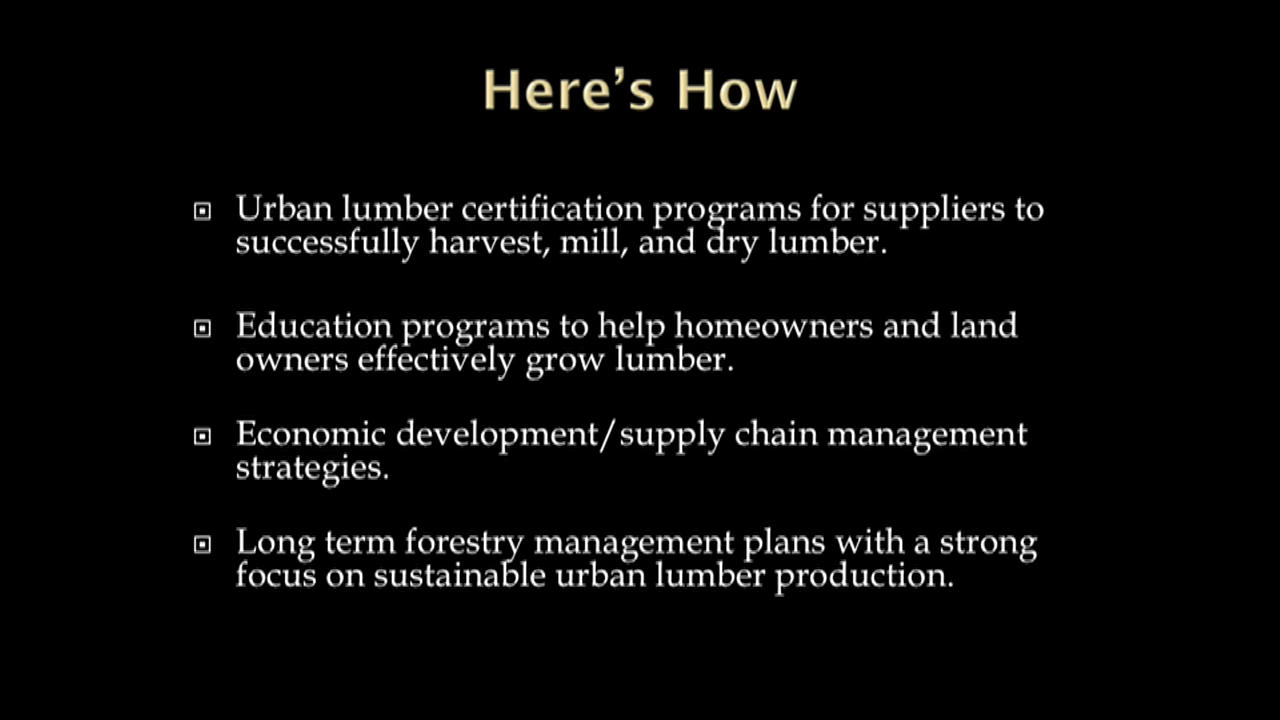 Here’s How
Urban lumber certification programs for suppliers to
successfully harvest, mill, and dry lumber.
Education programs to help homeowners and land
owners effectively grow lumber.
Economic development/supply chain management
strategies.
Long term forestry management plans with a strong
focus on sustainable urban lumber production.